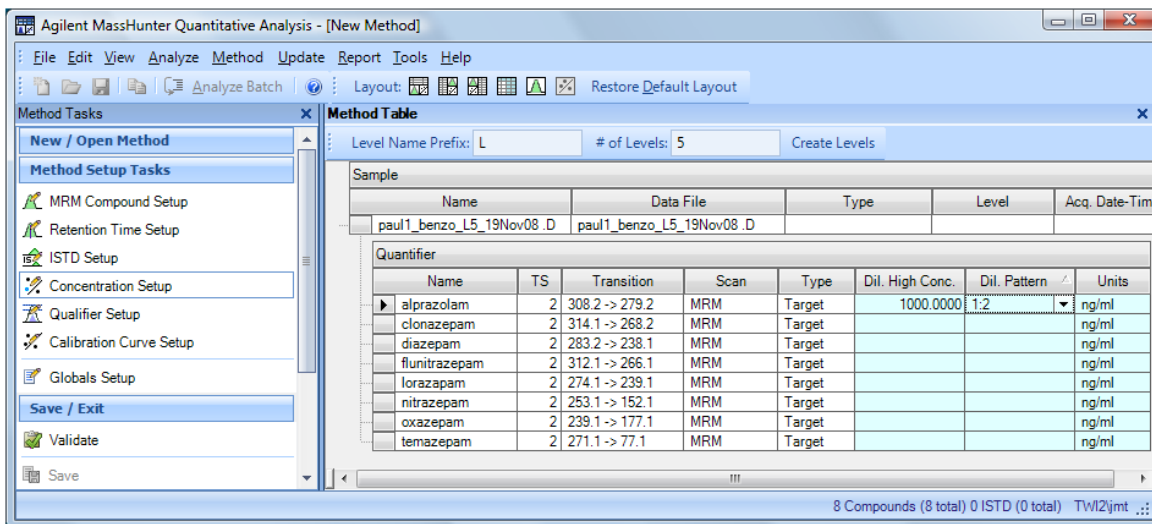 Agilent MassHunter Quantitative Analysis - [New Method]
File Edit View Analyze Method Update Report Tools Help
Analyze Batch Layout: Restore Default Layout
Method Tasks
New / Open Method
Method Setup Tasks
MRM Compound Setup
Retention Time Setup
ISTD Setup
Concentration Setup
Qualifier Setup
Calibration Curve Setup
Globals Setup
Save / Exit
Validate
Save
Method Table
Level Name Prefix: L # of Levels: 5 Create Levels
Sample
Name Data File Type Level Acq. Date-Tim
paul1_benzo_L5_19Nov08 .D paul1_benzo_L5_19Nov08 .D
Quantifier
Name TS Transition Scan Type Dil. High Conc. Dil. Pattern Units
alprazolam 2 308.2 -> 279.2 MRM Target 1000.0000 1:2 ng/ml
clonazepam 2 314.1 -> 268.2 MRM Target ng/ml
diazepam 2 283.2 -> 238.1 MRM Target ng/ml
flunitrazepam 2 312.1 -> 266.1 MRM Target ng/ml
lorazapam 2 274.1 -> 239.1 MRM Target ng/ml
nitrazepam 2 253.1 -> 152.1 MRM Target ng/ml
oxazepam 2 239.1 -> 177.1 MRM Target ng/ml
temazepam 2 271.1 -> 77.1 MRM Target ng/ml
8 Compounds (8 total) 0 ISTD (0 total) TWI2\jmt